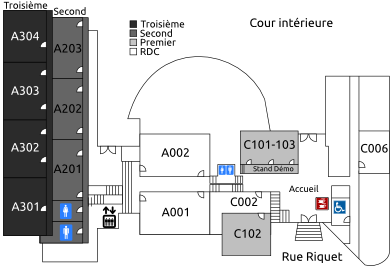 Troisième
Second
Troisième
Second
Premier
RDC
Cour intérieure
A304
A203
A303
A202
A302
A201
A301
A002
C101-103
Stand Démo
C006
A001
C002
C102
Accueil
Rue Riquet